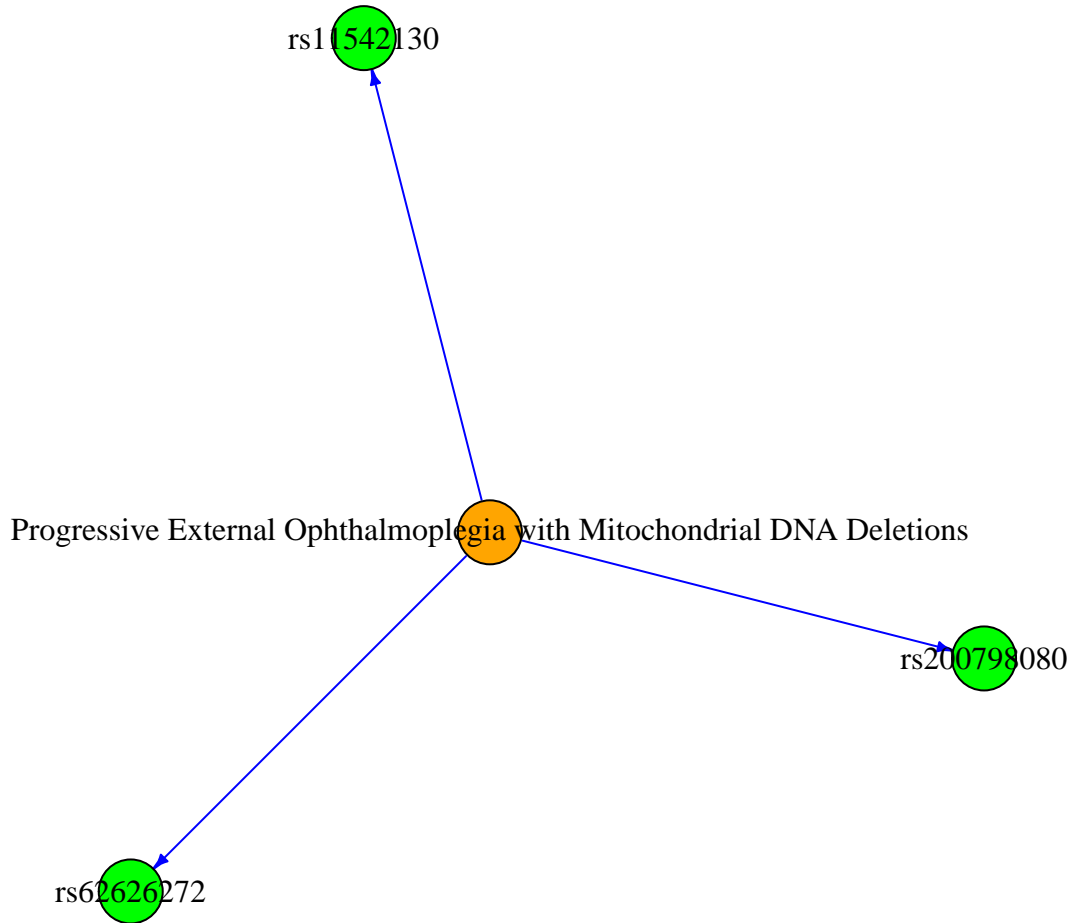 rs11542130
Progressive External Ophthalmoplegia with Mitochondrial DNA Deletions
rs200798080
rs62626272